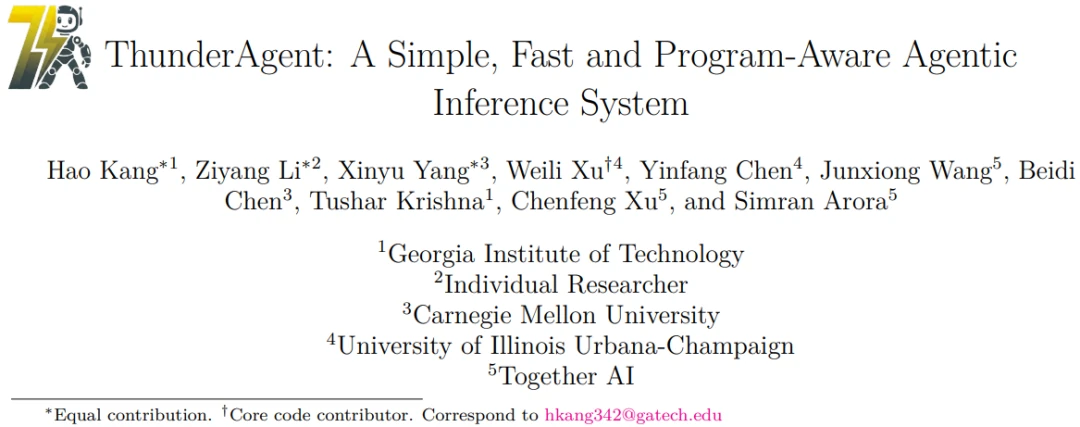 ThunderAgent: A Simple, Fast and Program-Aware Agentic
Inference System
Hao Kang*1, Ziyang Li*2, Xinyu Yang*3, Weili Xu†4, Yinfang Chen4, Junxiong Wang5, Beidi
Chen3, Tushar Krishna1, Chenfeng Xu5, and Simran Arora5
1Georgia Institute of Technology
2Individual Researcher
3Carnegie Mellon University
4University of Illinois Urbana-Champaign
5Together AI
*Equal contribution. †Core code contributor. Correspond to hkang342@gatech.edu